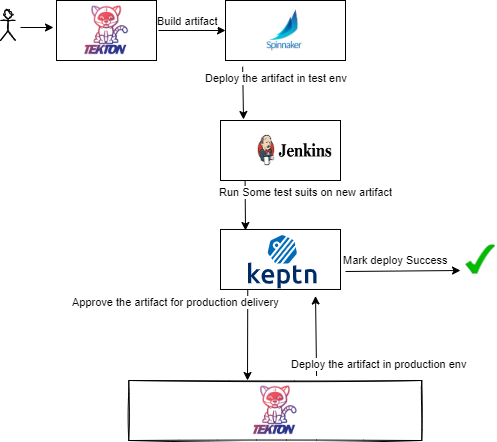 TEKTON
Build artifact
Spinnaker
Deploy the artifact in test env
Jenkins
Run Some test suits on new artifact
keptn
Mark deploy Success
Approve the artifact for production delivery
Deploy the artifact in production env
TEKTON